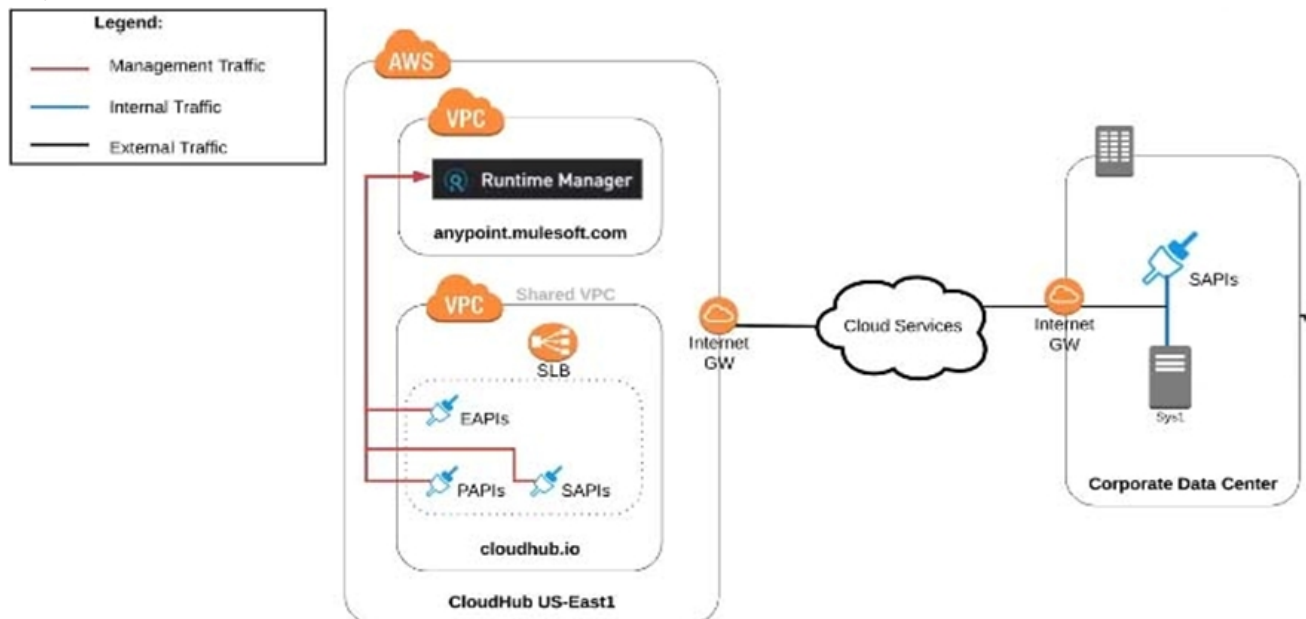 Legend:
Management Traffic
Internal Traffic
External Traffic
AWS
VPC
Runtime Manager
anypoint.mulesoft.com
VPC
Shared VPC
SLB
EAPIs
PAPIs
SAPIs
cloudhub.io
CloudHub US-East1
Internet
GW
Cloud Services
Internet
GW
SAPIs
Sys1
Corporate Data Center